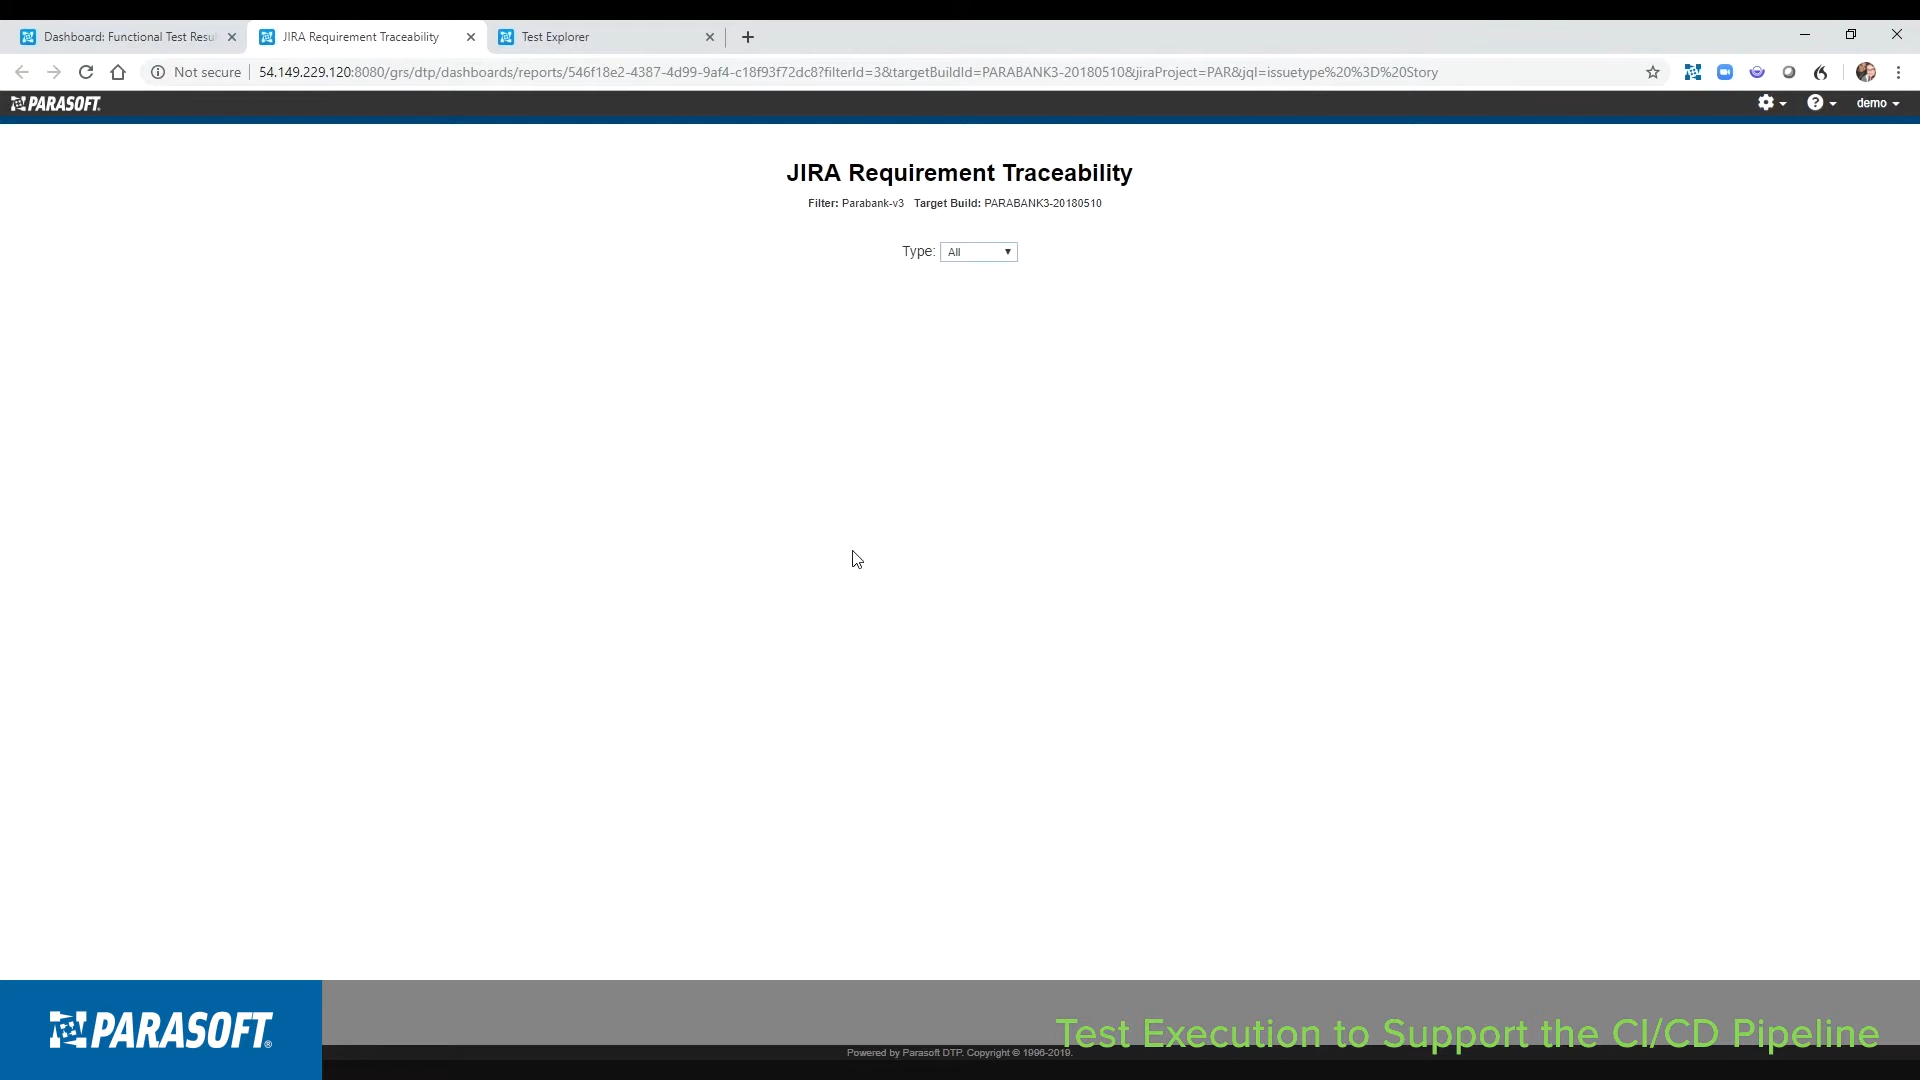 Dashboard: Functional Test Resul
JIRA Requirement Traceability
Test Explorer
Not secure
54.149.229.120:8080/grs/dtp/dashboards/reports/546f18e2-4387-4d99-9af4-c18f93f72dc8?filterId=3&targetBuildId=PARABANK3-20180510&jiraProject=PAR&jql=issuetype%20%3D%20Story
PARASOFT
demo
JIRA Requirement Traceability
Filter: Parabank-v3 Target Build: PARABANK3-20180510
Type: All
PARASOFT
Test Execution to Support the CI/CD Pipeline
Powered by Parasoft DTP. Copyright © 1996-2019.